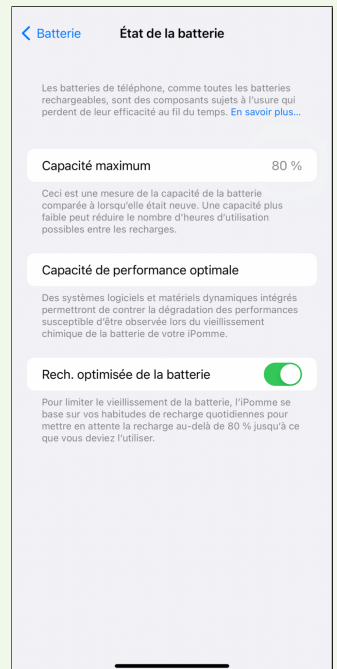 Batterie État de la batterie
Les batteries de téléphone, comme toutes les batteries
rechargeables, sont des composants sujets à l'usure qui
perdent de leur efficacité au fil du temps. En savoir plus...
Capacité maximum 80 %
Ceci est une mesure de la capacité de la batterie
comparée à lorsqu'elle était neuve. Une capacité plus
faible peut réduire le nombre d'heures d'utilisation
possibles entre les recharges.
Capacité de performance optimale
Des systèmes logiciels et matériels dynamiques intégrés
permettront de contrer la dégradation des performances
susceptible d'être observée lors du vieillissement
chimique de la batterie de votre iPomme.
Rech. optimisée de la batterie
Pour limiter le vieillissement de la batterie, l'iPomme se
base sur vos habitudes de recharge quotidiennes pour
mettre en attente la recharge au-delà de 80 % jusqu'à ce
que vous deviez l'utiliser.